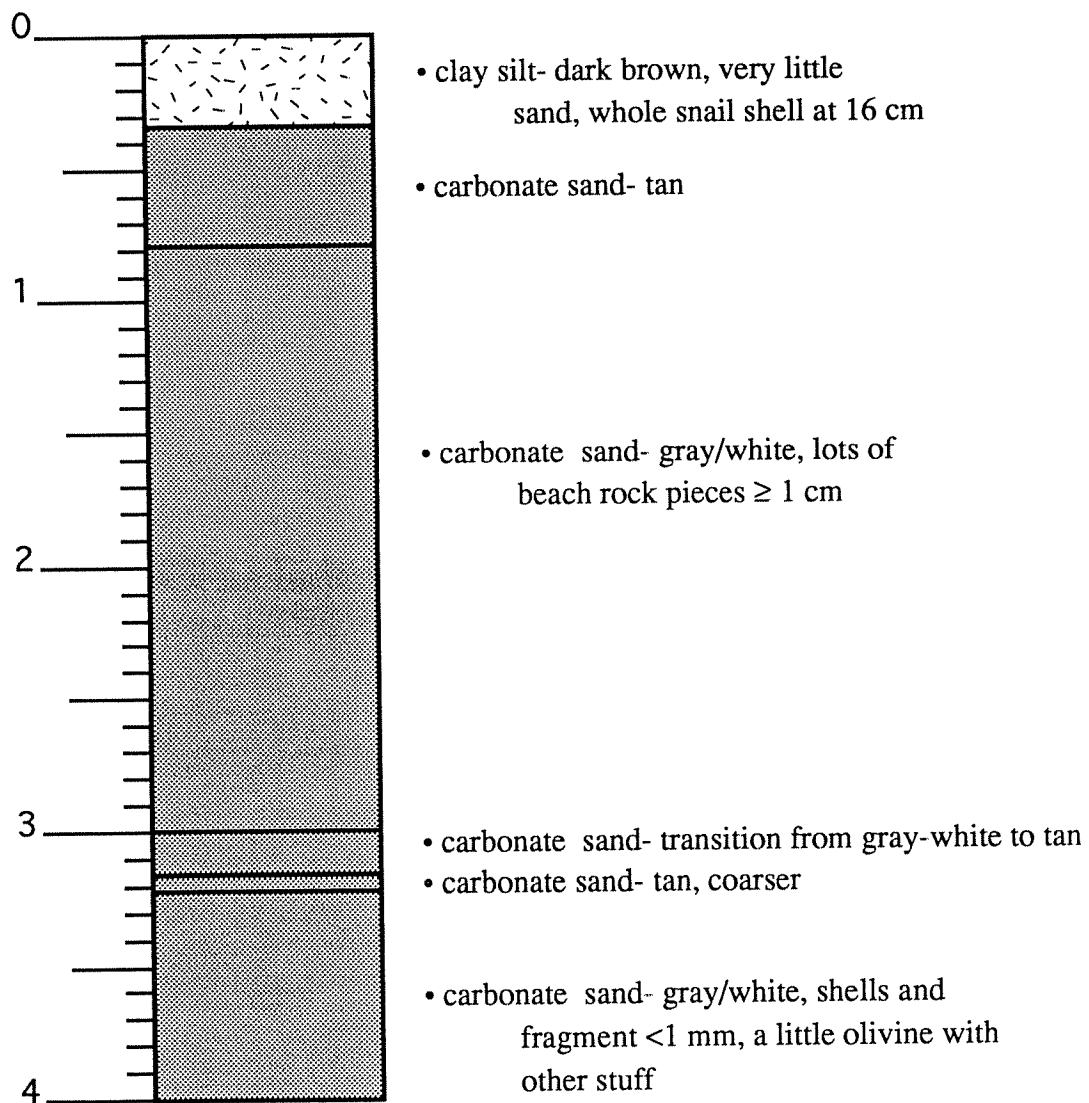 0
• clay silt- dark brown, very little
sand, whole snail shell at 16 cm
• carbonate sand- tan
1
• carbonate sand- gray/white, lots of
beach rock pieces ≥ 1 cm
2
3
• carbonate sand- transition from gray-white to tan
• carbonate sand- tan, coarser
• carbonate sand- gray/white, shells and
fragment <1 mm, a little olivine with
other stuff
4